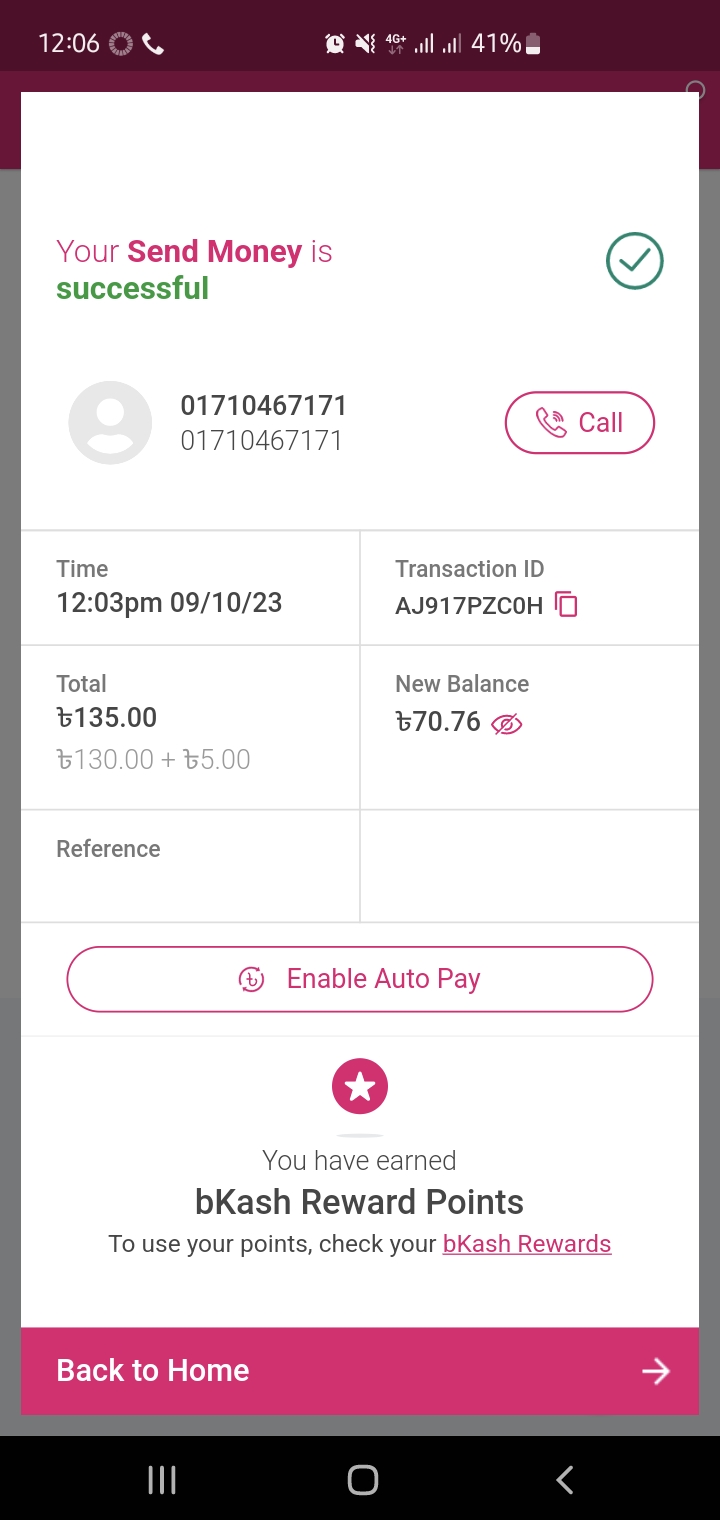 12:06 4G+ 41%
Your Send Money is
successful
01710467171
01710467171
Call
Time
12:03pm 09/10/23
Transaction ID
AJ917PZC0H
Total
৳135.00
৳130.00 + ৳5.00
New Balance
৳70.76
Reference
Enable Auto Pay
You have earned
bKash Reward Points
To use your points, check your bKash Rewards
Back to Home